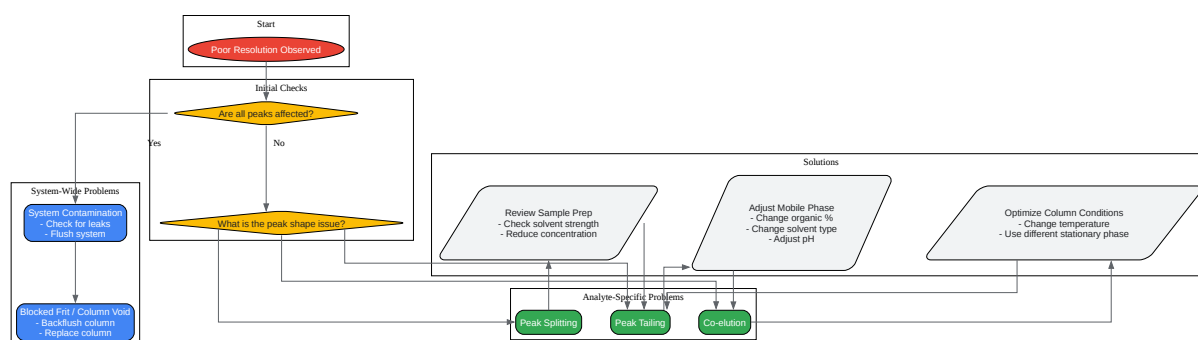 Start
Poor Resolution Observed
Initial Checks
Are all peaks affected?
Yes
No
What is the peak shape issue?
System-Wide Problems
System Contamination
- Check for leaks
- Flush system
Blocked Frit / Column Void
- Backflush column
- Replace column
Solutions
Review Sample Prep
- Check solvent strength
- Reduce concentration
Adjust Mobile Phase
- Change organic %
- Change solvent type
- Adjust pH
Optimize Column Conditions
- Change temperature
- Use different stationary phase
Analyte-Specific Problems
Peak Splitting
Peak Tailing
Co-elution